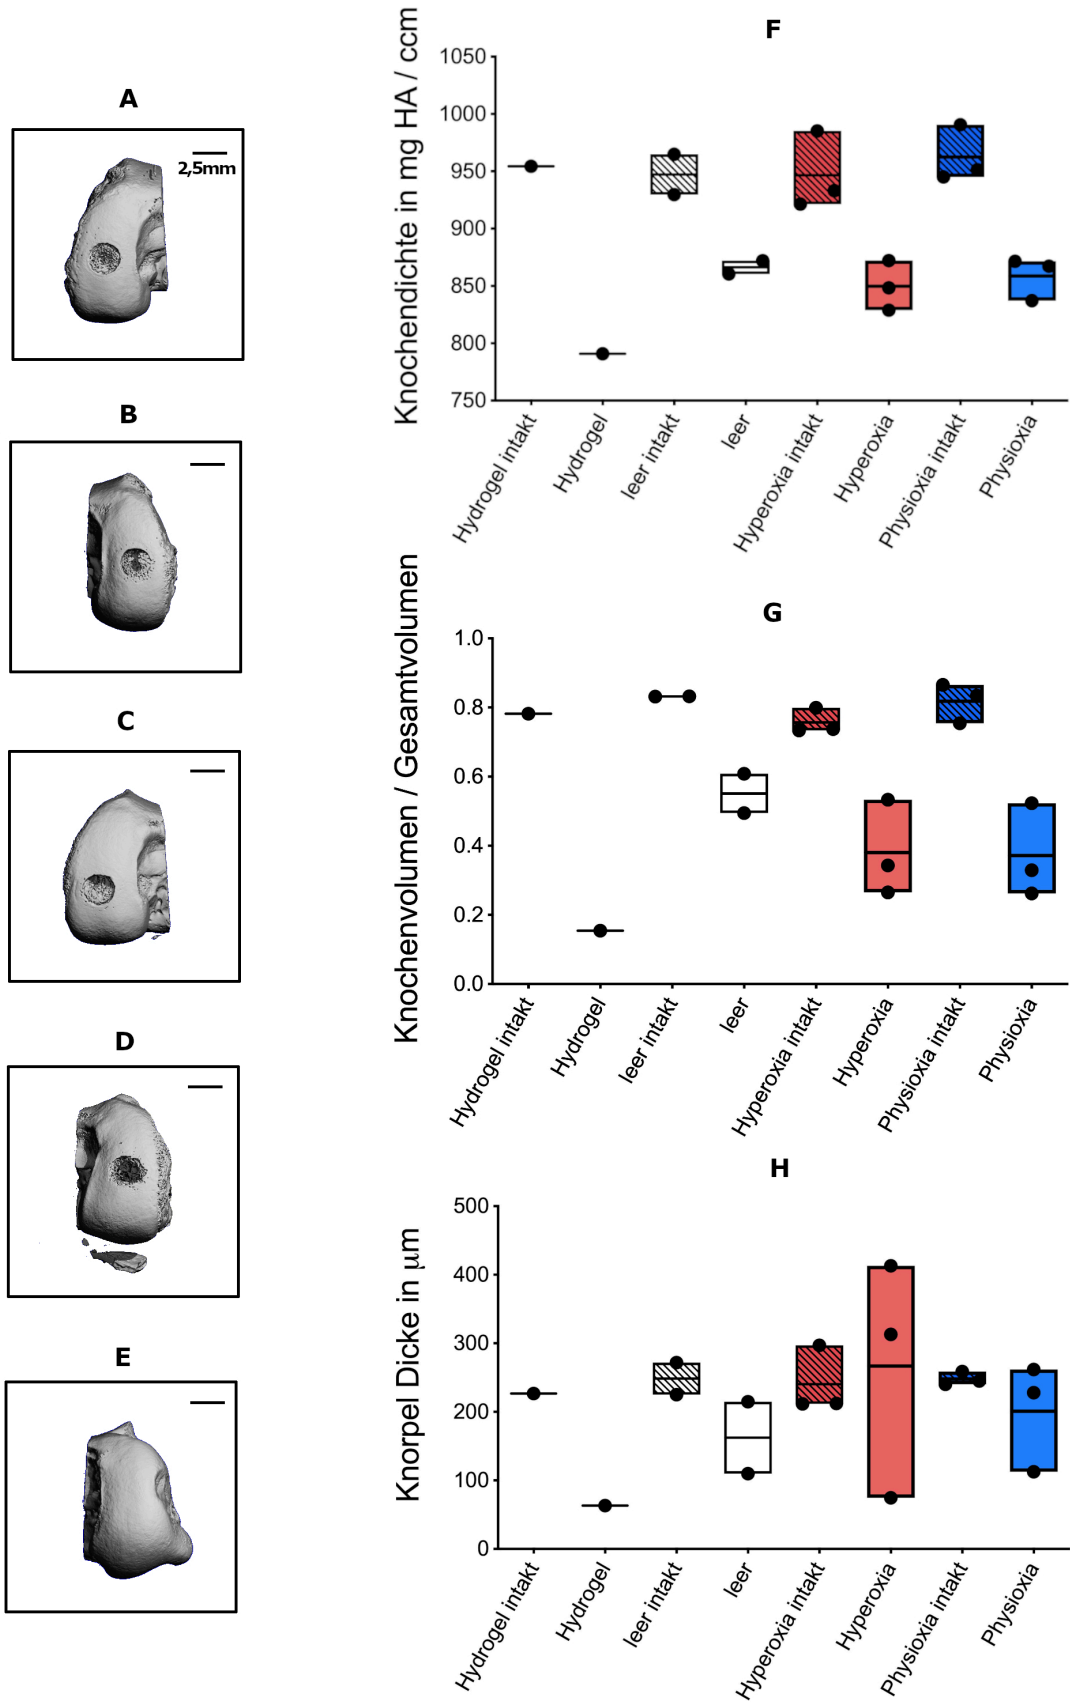 A
2,5mm
B
C
D
E
F
Knochendichte in mg HA / ccm
1050
1000
950
900
850
800
750
Hydrogel intakt
Hydrogel
leer intakt
leer
Hyperoxia intakt
Hyperoxia
Physioxia intakt
Physioxia
G
Knochenvolumen / Gesamtvolumen
1.0
0.8
0.6
0.4
0.2
0.0
Hydrogel intakt
Hydrogel
leer intakt
leer
Hyperoxia intakt
Hyperoxia
Physioxia intakt
Physioxia
H
Knorpel Dicke in µm
500
400
300
200
100
0
Hydrogel intakt
Hydrogel
leer intakt
leer
Hyperoxia intakt
Hyperoxia
Physioxia intakt
Physioxia